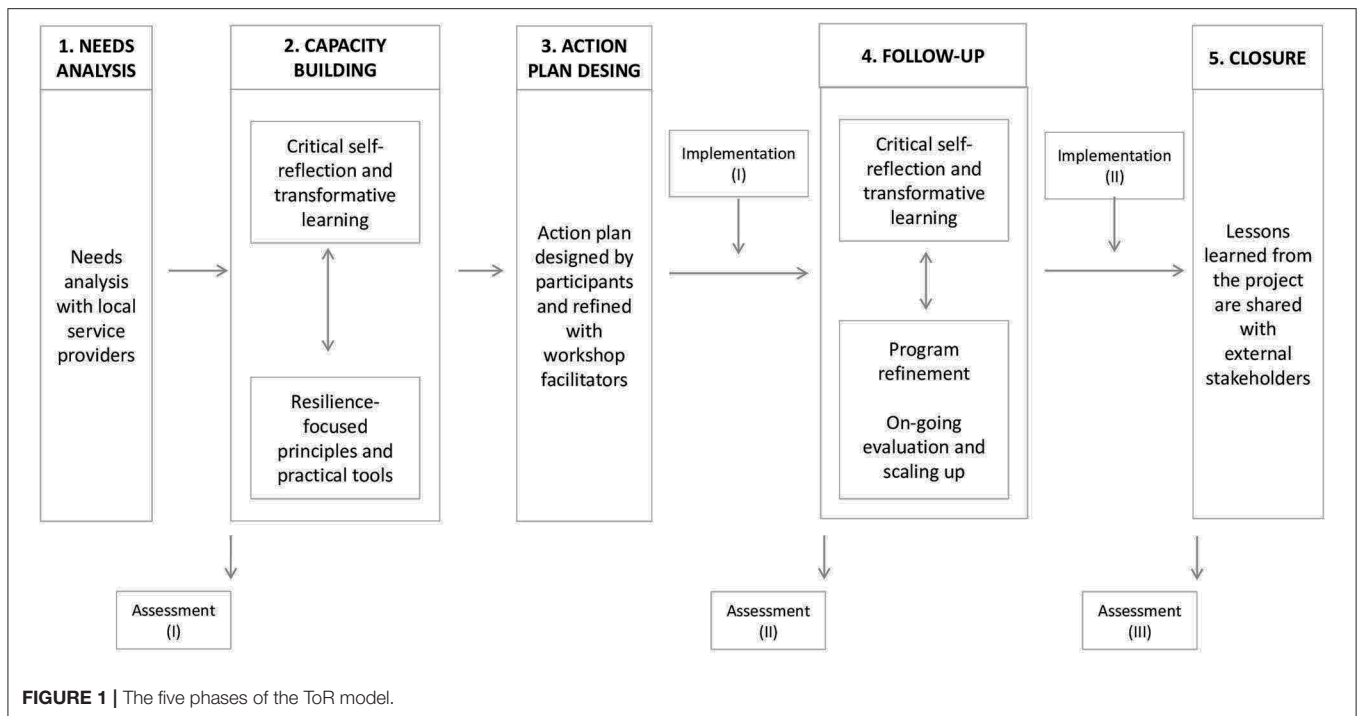 1. NEEDS
ANALYSIS
Needs
analysis
with local
service
providers
2. CAPACITY
BUILDING
Critical self-
reflection and
transformative
learning
Resilience-
focused
principles and
practical tools
Assessment
(I)
3. ACTION
PLAN DESING
Action plan
designed by
participants
and refined
with
workshop
facilitators
Implementation
(I)
4. FOLLOW-UP
Critical self-
reflection and
transformative
learning
Program
refinement
On-going
evaluation and
scaling up
Assessment
(II)
Implementation
(II)
5. CLOSURE
Lessons
learned from
the project
are shared
with
external
stakeholders
Assessment
(III)
FIGURE 1 | The five phases of the ToR model.